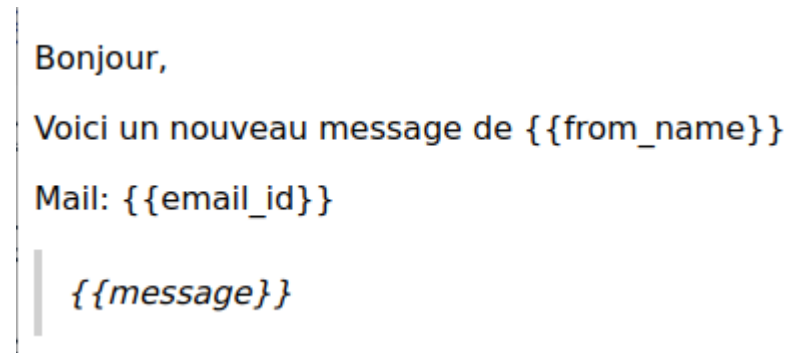 Bonjour,
Voici un nouveau message de {{from_name}}
Mail: {{email_id}}
{{message}}